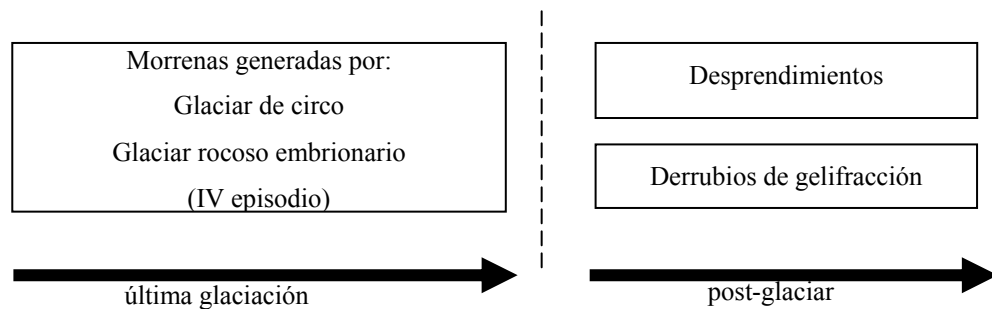 Morrenas generadas por:
Glaciar de circo
Glaciar rocoso embrionario
(IV episodio)
Desprendimientos
Derrubios de gelifracción
última glaciación
post-glaciar